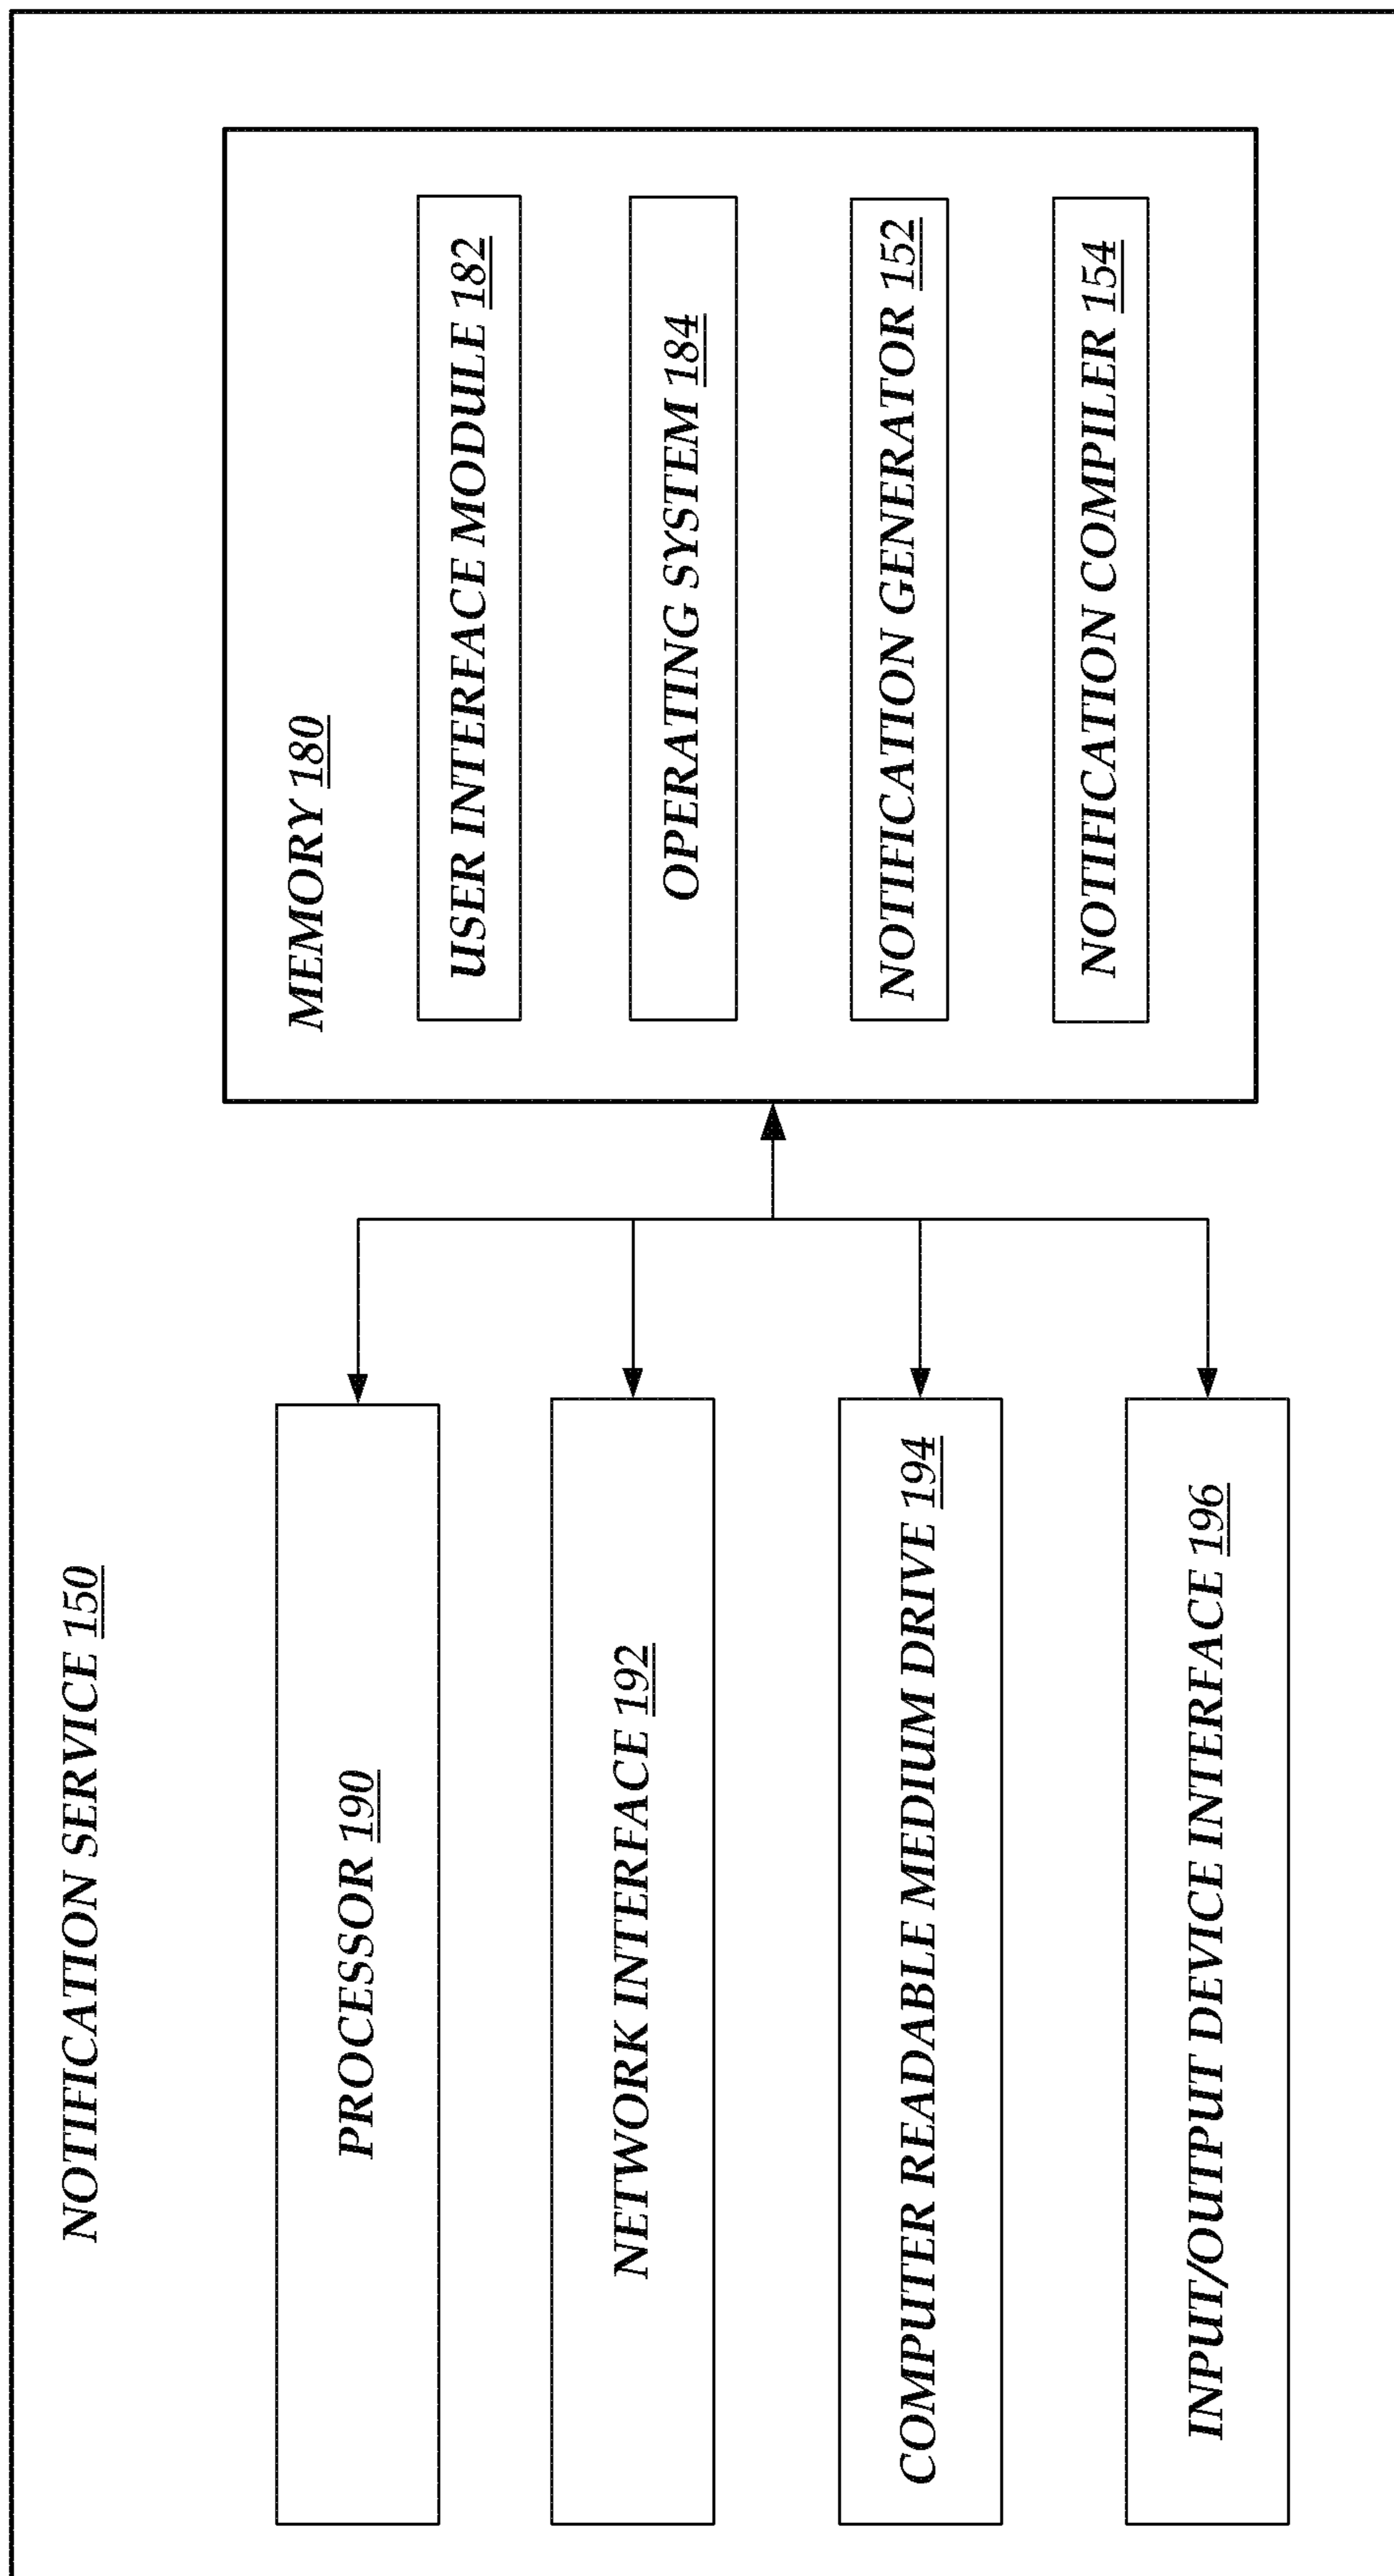 NOTIFICATION SERVICE 150
PROCESSOR 190
NETWORK INTERFACE 192
COMPUTER READABLE MEDIUM DRIVE 194
INPUT/OUTPUT DEVICE INTERFACE 196
MEMORY 180
USER INTERFACE MODULE 182
OPERATING SYSTEM 184
NOTIFICATION GENERATOR 152
NOTIFICATION COMPILER 154